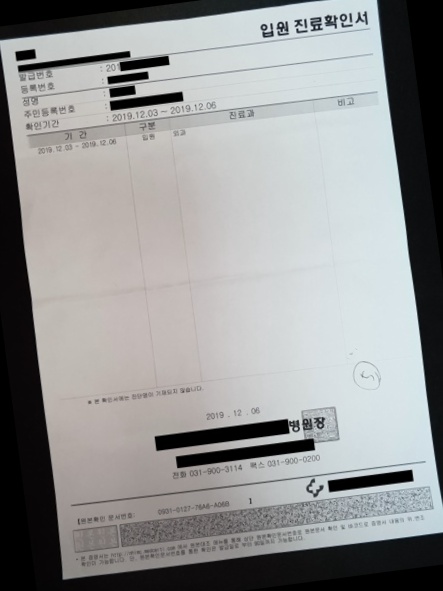 입원 진료확인서
발급번호 : 201
등록번호 :
성명 :
주민등록번호 :
확인기간 : 2019.12.03 ~ 2019.12.06
기 간 구분 진료과 비고
2019.12.03 - 2019.12.06 입원 외과
※ 본 확인서에는 진단명이 기재되지 않습니다.
2019 . 12 . 06
병원장
전화 031-900-3114 팩스 031-900-0200
[원본확인 문서번호: 0931-0127-76A6-A06B 1